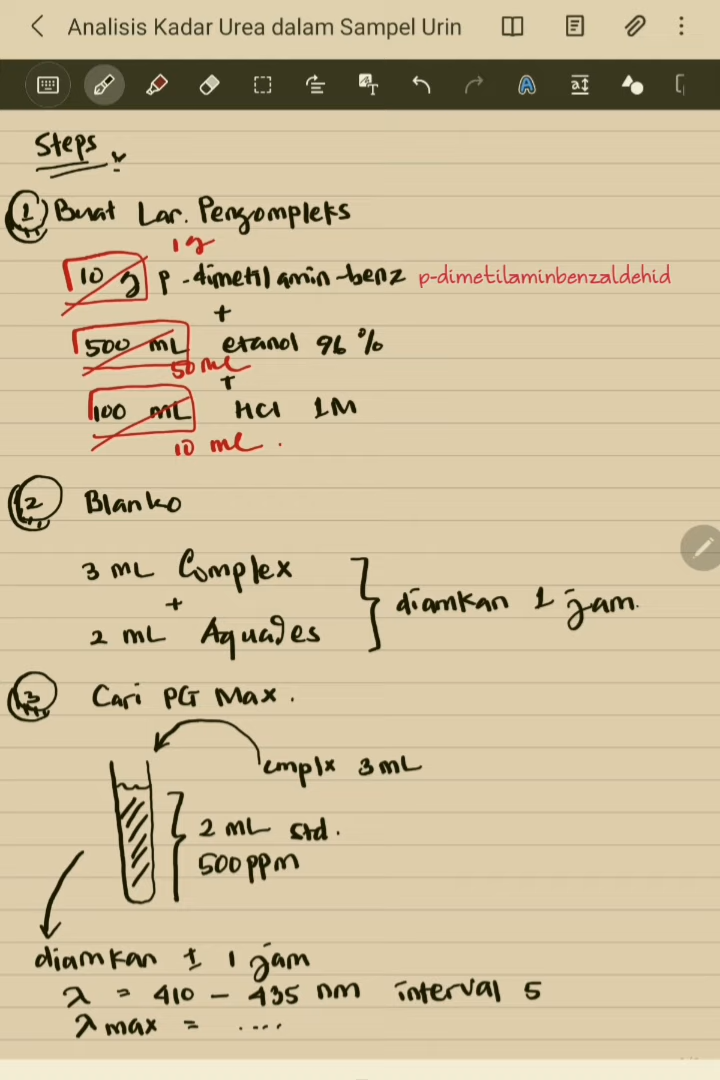 Analisis Kadar Urea dalam Sampel Urin
Steps
1 Buat Lar. Pengompleks
1 g
10 g p-dimetilamin-benz p-dimetilaminbenzaldehid
+
500 mL etanol 96 %
50 mL
+
100 mL HCl 1M
10 mL.
2 Blanko
3 mL Complex
+
2 mL Aquades
diamkan 1 jam.
3 Cari PG Max.
cmplx 3 mL
2 mL std.
500 ppm
diamkan ± 1 jam
λ = 410 - 435 nm interval 5
λ max = ....